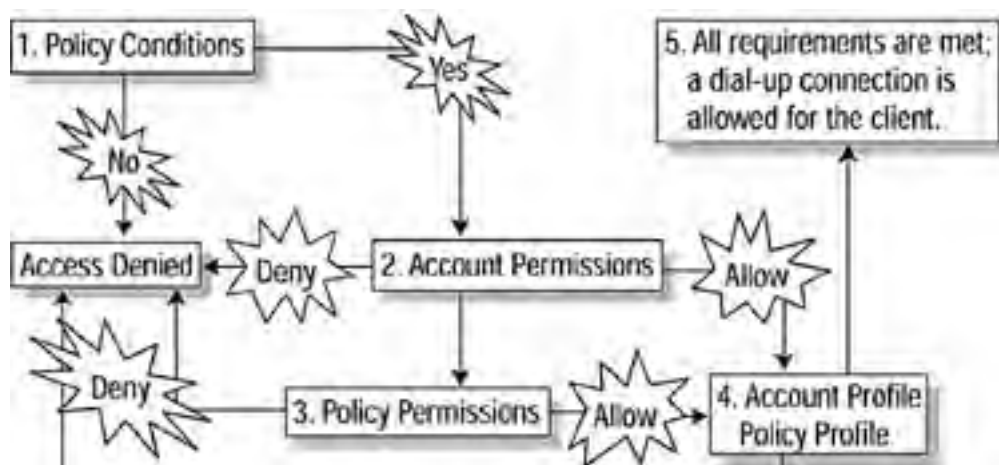 1. Policy Conditions
Yes
5. All requirements are met;
a dial-up connection is
allowed for the client.
No
Access Denied
Deny
2. Account Permissions
Allow
Deny
3. Policy Permissions
Allow
4. Account Profile
Policy Profile